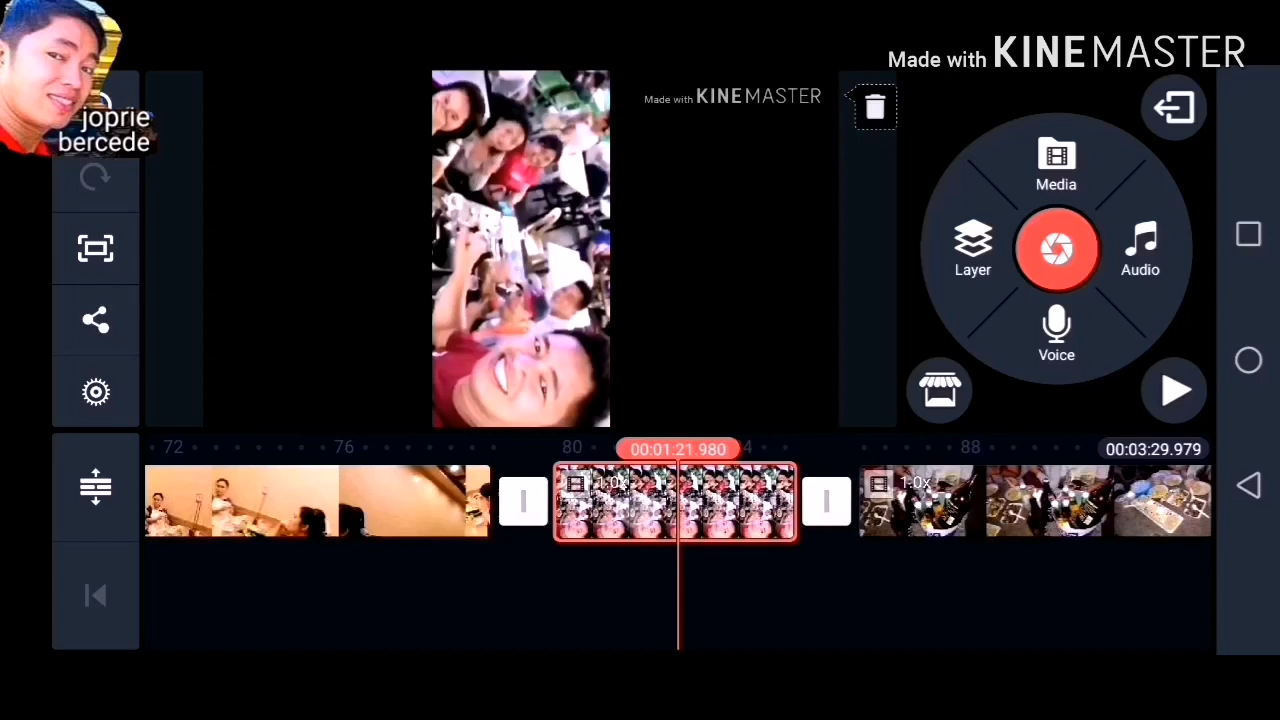 Made with KINEMASTER
joprie
bercede
Made with KINEMASTER
Media
Layer
Audio
Voice
72
76
80
00:01:21.980
4
88
00:03:29.979
1.0x
1.0x